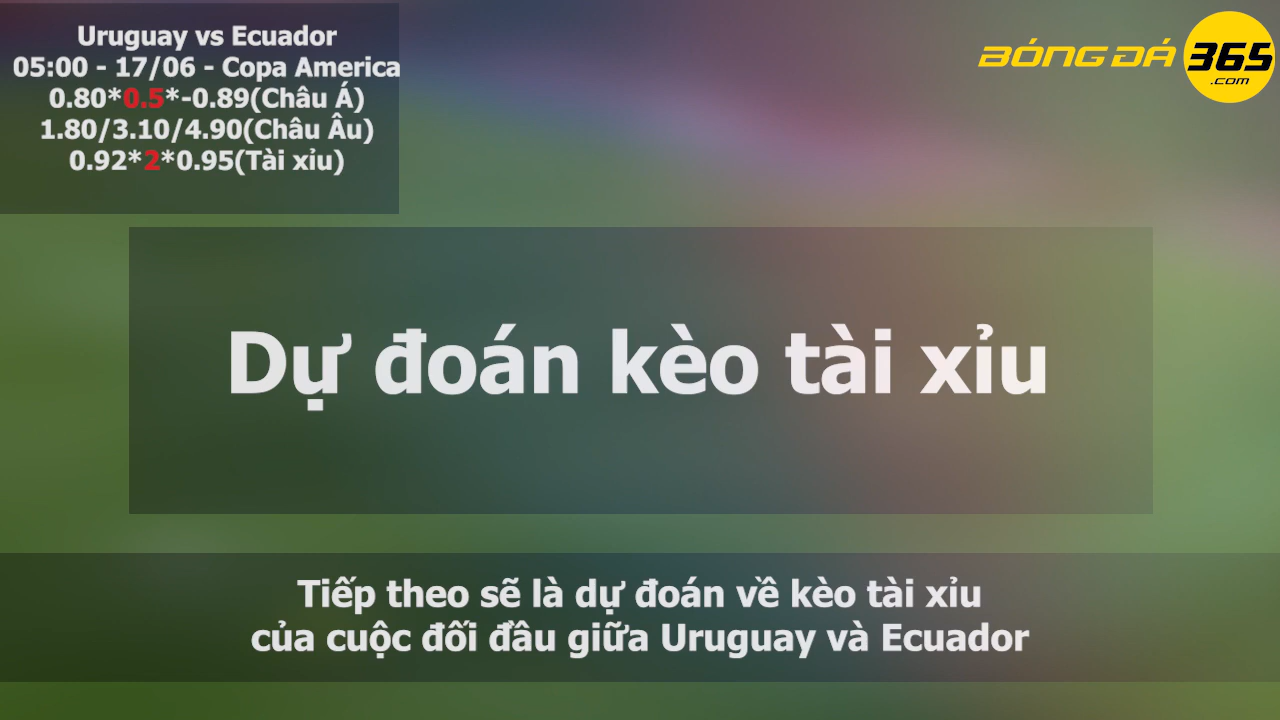 Uruguay vs Ecuador
05:00 - 17/06 - Copa America
0.80*0.5*-0.89(Châu Á)
1.80/3.10/4.90(Châu Âu)
0.92*2*0.95(Tài xỉu)
BÓNG ĐÁ 365
.COM
Dự đoán kèo tài xỉu
Tiếp theo sẽ là dự đoán về kèo tài xỉu
của cuộc đối đầu giữa Uruguay và Ecuador